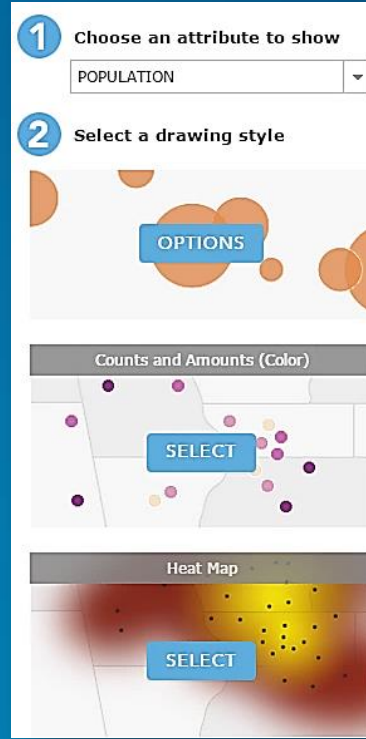 1 Choose an attribute to show
POPULATION
2 Select a drawing style
OPTIONS
Counts and Amounts (Color)
SELECT
Heat Map
SELECT